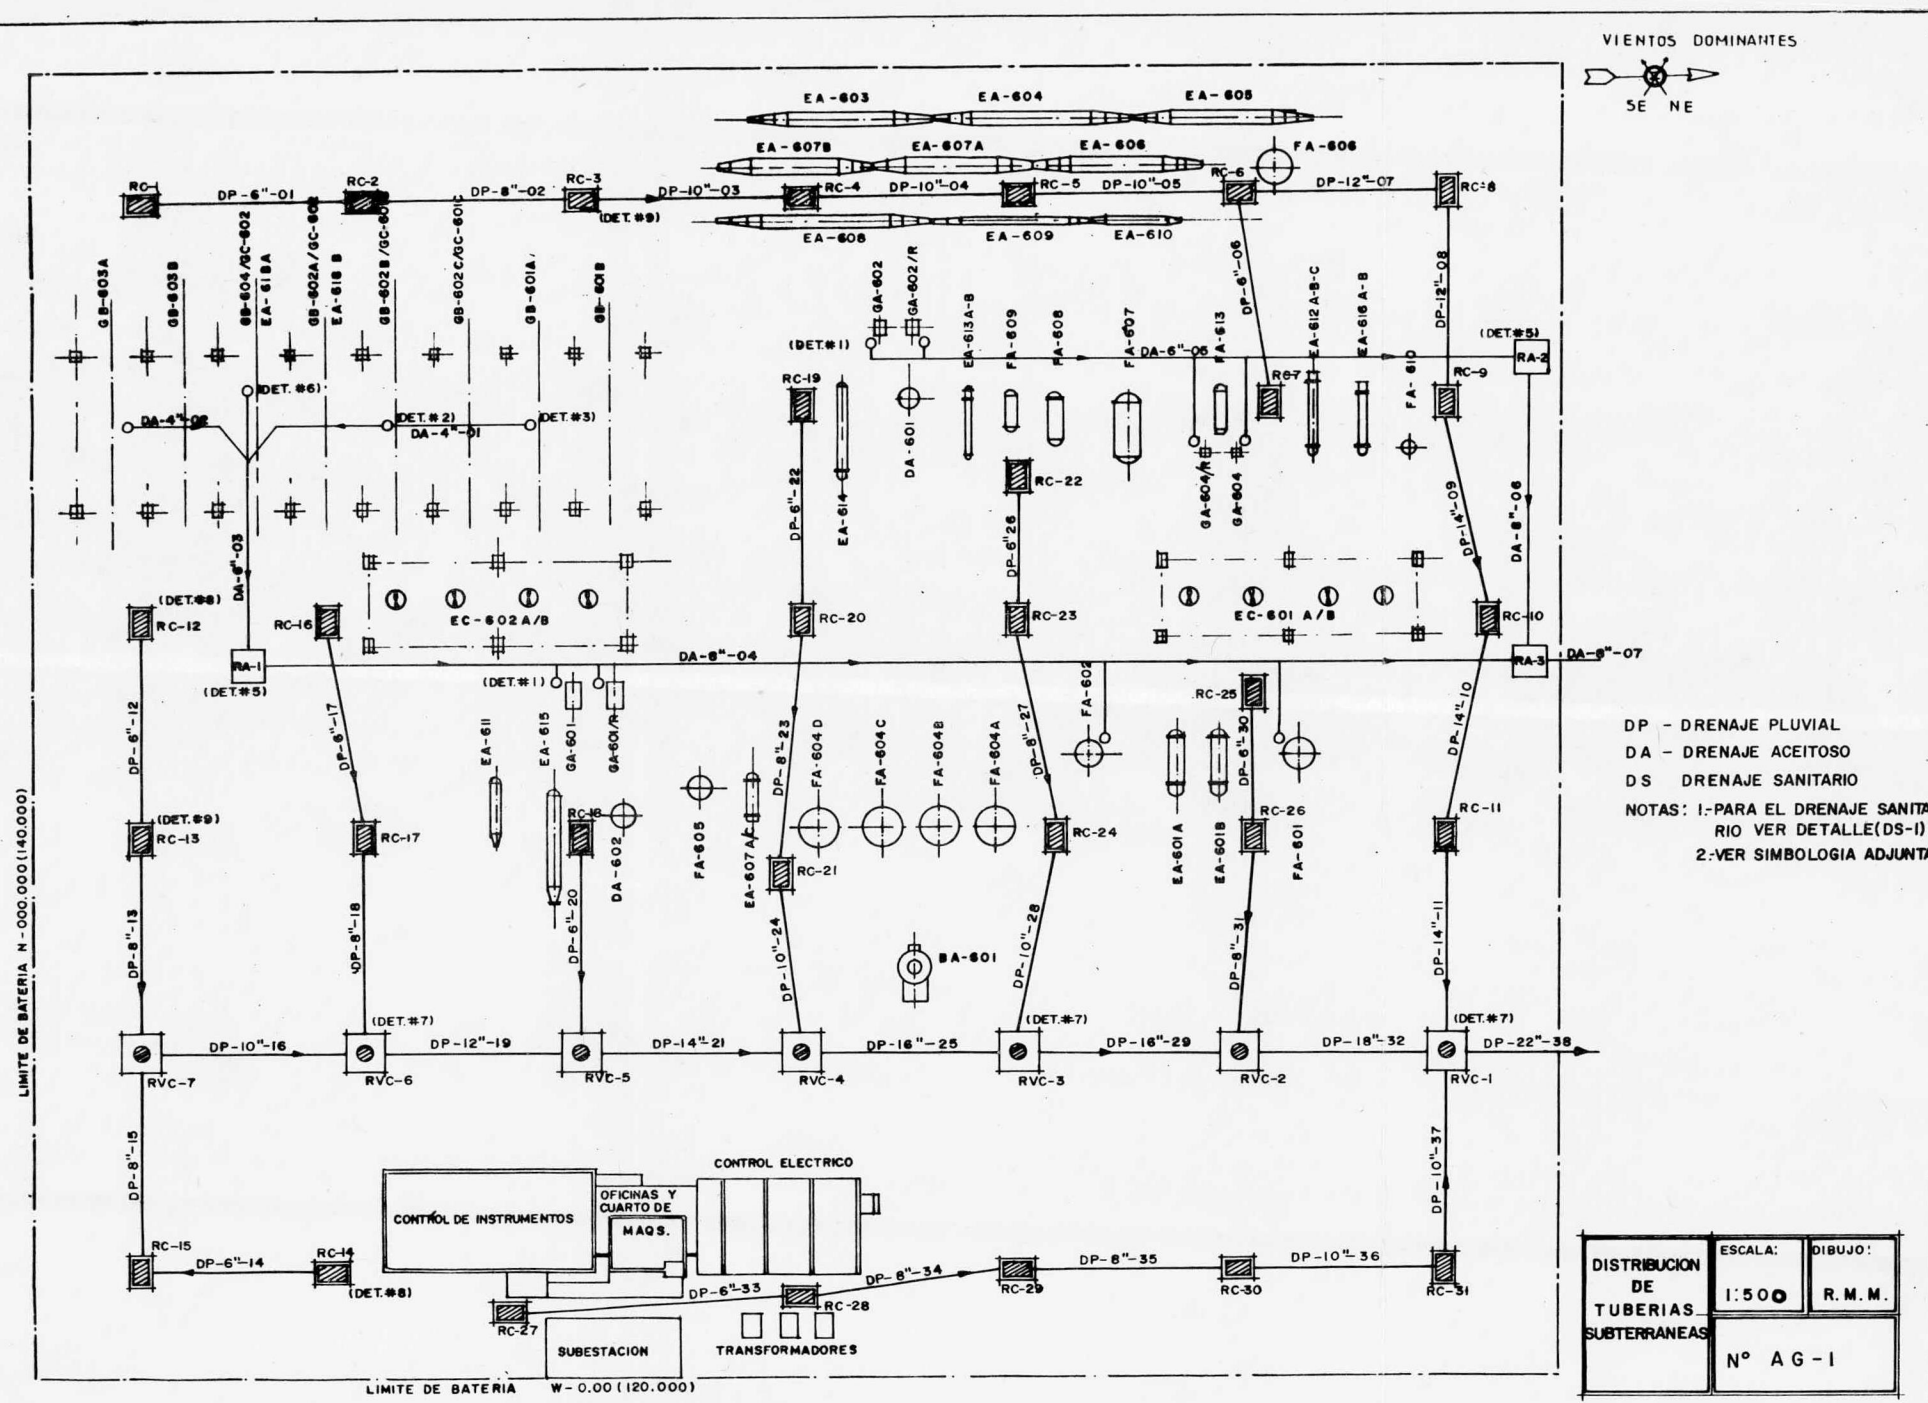 VIENTOS DOMINANTES
SE NE
EA-603
EA-604
EA-605
EA-607B
EA-607A
EA-606
FA-606
RC-1
DP-6"-01
RC-2
DP-8"-02
RC-3
DP-10"-03
RC-4
DP-10"-04
RC-5
DP-10"-05
RC-6
DP-12"-07
RC-8
(DET.#9)
EA-608
EA-609
EA-610
GB-603A
GB-603B
GB-604/GC-602
EA-618A
GB-602A/GC-602
EA-618 B
GB-602C/GC-601C
GB-601A
GB-601B
GA-602
GA-602/R
EA-613A-B
FA-609
FA-608
FA-607
FA-613
DP-6"-06
EA-612 A-B-C
EA-616 A-B
FA-610
DP-12"-08
(DET.#1)
DA-6"-05
(DET.#5)
RA-2
RC-19
RC-9
(DET.#6)
DA-4"-02
(DET.#2)
DA-4"-01
(DET.#3)
DP-6"-22
EA-614
DA-601
RC-22
GA-604/R
GA-604
DP-14"-09
DA-8"-06
DP-6"26
DA-6"-03
(DET.#8)
RC-12
RC-16
EC-602 A/B
RC-20
RC-23
EC-601 A/B
RC-10
RA-1
(DET.#5)
DA-8"-04
RA-3
DA-8"-07
(DET.#1)
FA-602
RC-25
DP-6"-12
DP-6"-17
EA-611
EA-615
GA-601
GA-601/R
DP-8"-23
FA-604 D
FA-604C
FA-604B
FA-604A
DP-8"-27
DP-6"-30
DP-14"-10
DP - DRENAJE PLUVIAL
DA - DRENAJE ACEITOSO
DS DRENAJE SANITARIO
NOTAS: 1.-PARA EL DRENAJE SANITA
RIO VER DETALLE(DS-1)
2.-VER SIMBOLOGIA ADJUNTA
(DET.#9)
RC-13
RC-17
RC-18
DA-602
FA-605
EA-607 A/C
RC-21
RC-24
EA-601A
EA-601B
RC-26
FA-601
RC-11
DP-8"-13
DP-8"-18
DP-6"-20
DP-10"-24
BA-601
DP-10"-28
DP-8"-31
DP-14"-11
LIMITE DE BATERIA N-000.000(140.000)
(DET.#7)
(DET.#7)
(DET.#7)
DP-10"-16
DP-12"-19
DP-14"-21
DP-16"-25
DP-16"-29
DP-18"-32
DP-22"-38
RVC-7
RVC-6
RVC-5
RVC-4
RVC-3
RVC-2
RVC-1
DP-8"-15
DP-10"-37
CONTROL ELECTRICO
CONTROL DE INSTRUMENTOS
OFICINAS Y
CUARTO DE
MAQS.
RC-15
DP-6"-14
RC-14
(DET.#8)
DP-6"-33
DP-8"-34
RC-27
RC-28
RC-29
DP-8"-35
RC-30
DP-10"-36
RC-31
SUBESTACION
TRANSFORMADORES
LIMITE DE BATERIA W-0.00(120.000)
DISTRIBUCION
DE
TUBERIAS
SUBTERRANEAS
ESCALA:
1:500
DIBUJO:
R.M.M.
Nº AG-1